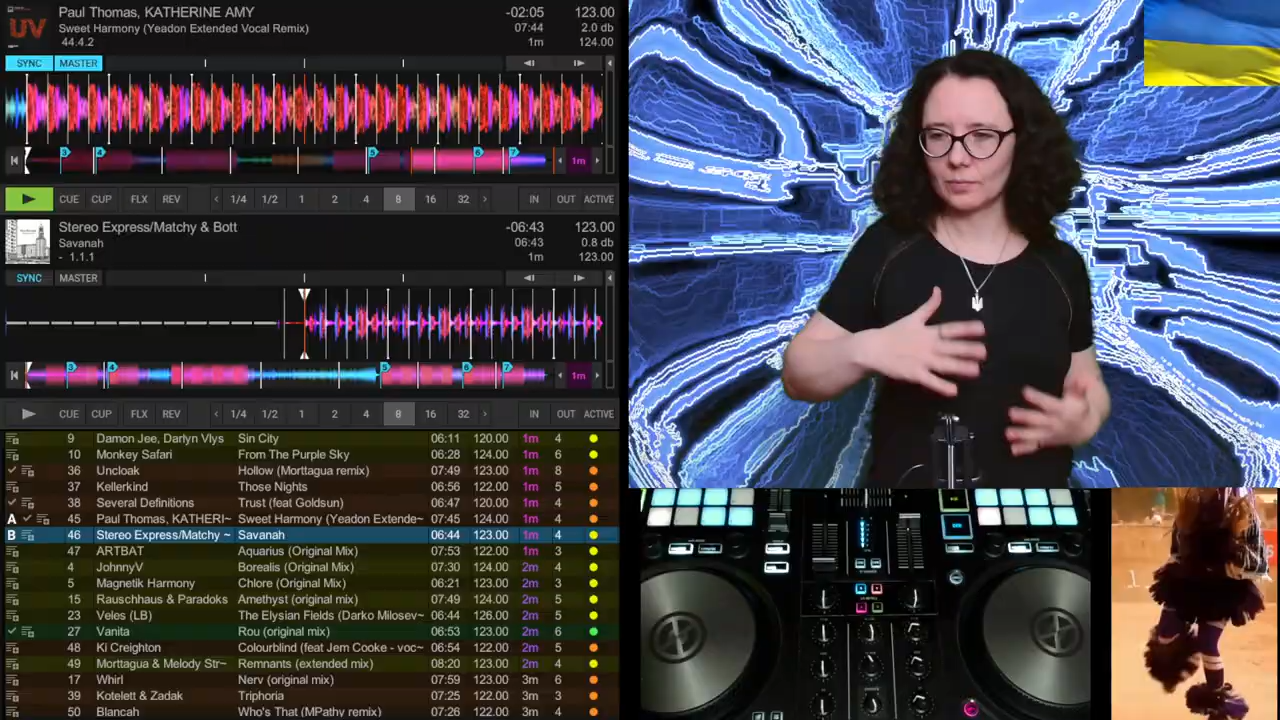 UV
Paul Thomas, KATHERINE AMY -02:05 123.00
Sweet Harmony (Yeadon Extended Vocal Remix) 07:44 2.0 db
44.4.2 1m 124.00
SYNC MASTER
3 4 5 6 7 1m
CUE CUP FLX REV 1/4 1/2 1 2 4 8 16 IN OUT ACTIVE
Stereo Express/Matchy & Bott -06:43 123.00
Savanah 06:43 0.8 db
- 1.1.1 1m 123.00
SYNC MASTER
3 4 5 6 7 1m
CUE CUP FLX REV 1/4 1/2 1 2 4 8 16 32 IN OUT ACTIVE
9 Damon Jee, Darlyn Vlys Sin City 06:11 120.00 1m 4
10 Monkey Safari From The Purple Sky 06:28 124.00 1m 6
36 Uncloak Hollow (Morttagua remix) 07:49 123.00 1m 8
37 Kellerkind Those Nights 06:56 122.00 1m 5
38 Several Definitions Trust (feat Goldsun) 06:47 120.00 1m 4
A Paul Thomas, KATHERI~ Sweet Harmony (Yeadon Extende~ 07:45 124.00 1m 4
B Stereo Express/Matchy ~ Savanah 06:44 123.00 1m
47 Aquarius (Original Mix) 07:53 122.00 1m
4 Borealis (Original Mix) 07:30 124.00 2m 4
5 Magnetik Harmony Chlore (Original Mix) 06:21 123.00 2m 3
15 Rauschhaus & Paradoks Amethyst (original mix) 07:49 124.00 2m 5
23 Veles (LB) The Elysian Fields (Darko Milosev~ 06:44 126.00 2m 4
27 Vanita Rou (original mix) 06:53 123.00 2m 6
48 Ki Creighton Colourblind (feat Jem Cooke - voc~ 06:54 122.00 2m 5
49 Morttagua & Melody St~ Remnants (extended mix) 08:20 123.00 2m 4
17 Whirl Nerv (original mix) 07:59 123.00 3m 6
39 Kotelett & Zadak Triphoria 07:25 122.00 3m 3
50 Blancah Who's That (MPathy remix) 07:26 123.00 3m 4